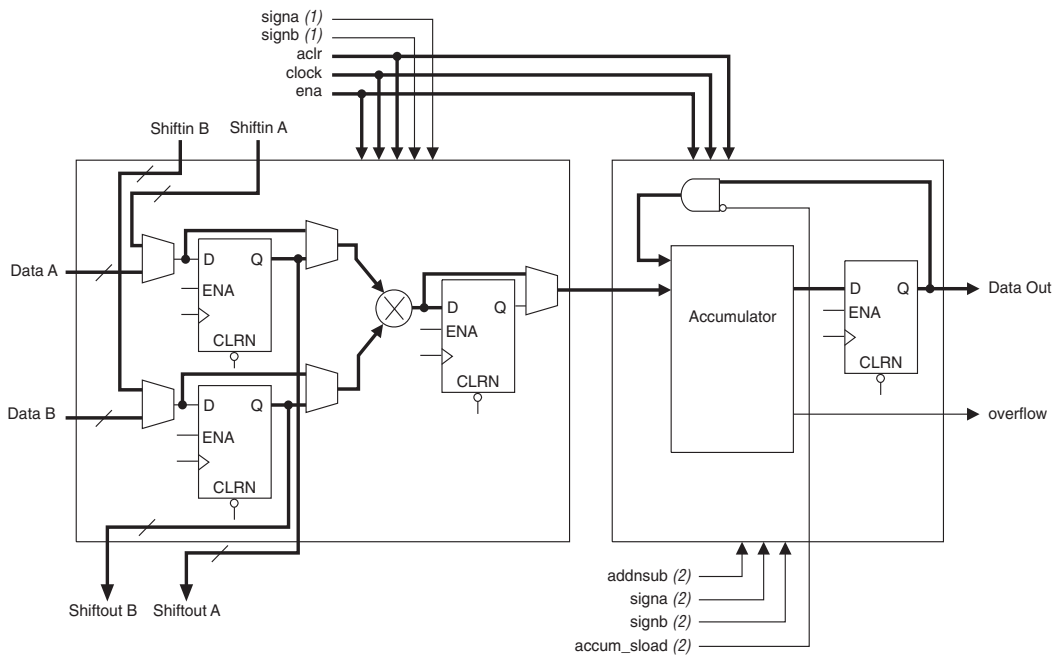 signa (1)
signb (1)
aclr
clock
ena
Shiftin B
Shiftin A
Data A
D Q
ENA
CLRN
Data B
D Q
ENA
CLRN
D Q
ENA
CLRN
Accumulator
D Q
ENA
CLRN
Data Out
overflow
Shiftout B
Shiftout A
addnsub (2)
signa (2)
signb (2)
accum_sload (2)